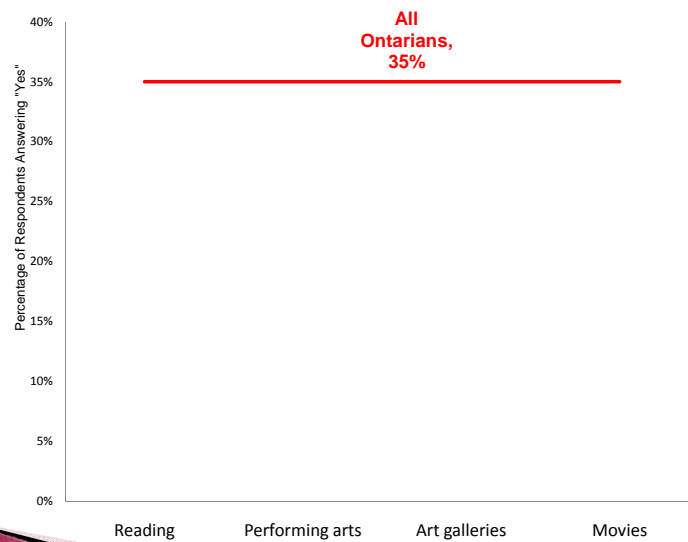 40%
All
Ontarians,
35%
35%
30%
25%
20%
15%
10%
5%
0%
Percentage of Respondents Answering "Yes"
Reading
Performing arts
Art galleries
Movies